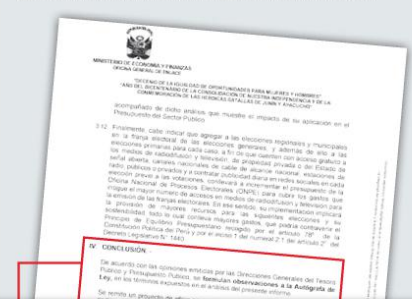 MINISTERIO DE ECONOMÍA Y FINANZAS
OFICINA GENERAL DE ENLACE
"DECENIO DE LA IGUALDAD DE OPORTUNIDADES PARA MUJERES Y HOMBRES"
"AÑO DEL BICENTENARIO DE LA CONSOLIDACIÓN DE NUESTRA INDEPENDENCIA, Y DE LA
CONMEMORACIÓN DE LAS HEROICAS BATALLAS DE JUNÍN Y AYACUCHO"
acompañado de dicho análisis que muestre el impacto de su aplicación en el
Presupuesto del Sector Público.
3.12. Finalmente, cabe indicar que agregar a las elecciones regionales y municipales
en la franja electoral de las elecciones generales, y además de ello, a las
elecciones primarias para cada caso, a fin de que cuenten con acceso gratuito a
los medios de radiodifusión y televisión, de propiedad privada o del Estado de
señal abierta, canales nacionales de cable de alcance nacional, estaciones de
radio, públicas o privadas y a contratar publicidad diaria en redes sociales en cada
elección previa a las votaciones, conllevará a incrementar el presupuesto de la
Oficina Nacional de Procesos Electorales (ONPE), para cubrir los gastos que
irrogue el mayor número de accesos en medios de radiodifusión y televisión para
la emisión de las franjas electorales. En ese sentido, su implementación implicaría
la provisión de mayores recursos para las siguientes elecciones y su
sostenibilidad, todo lo cual conlleva mayores gastos, que podría contravenir el
Principio de Equilibrio Presupuestario recogido por el artículo 78° de la
Constitución Política del Perú y por el inciso 1 del numeral 2.1 del artículo 2° del
Decreto Legislativo N° 1440.
IV CONCLUSIÓN. -
De acuerdo con las opiniones emitidas por las Direcciones Generales del Tesoro
Público y Presupuesto Público, se formulan observaciones a la Autógrafa de
Ley, en los términos expuestos en el análisis del presente informe.
Se remite un proyecto de